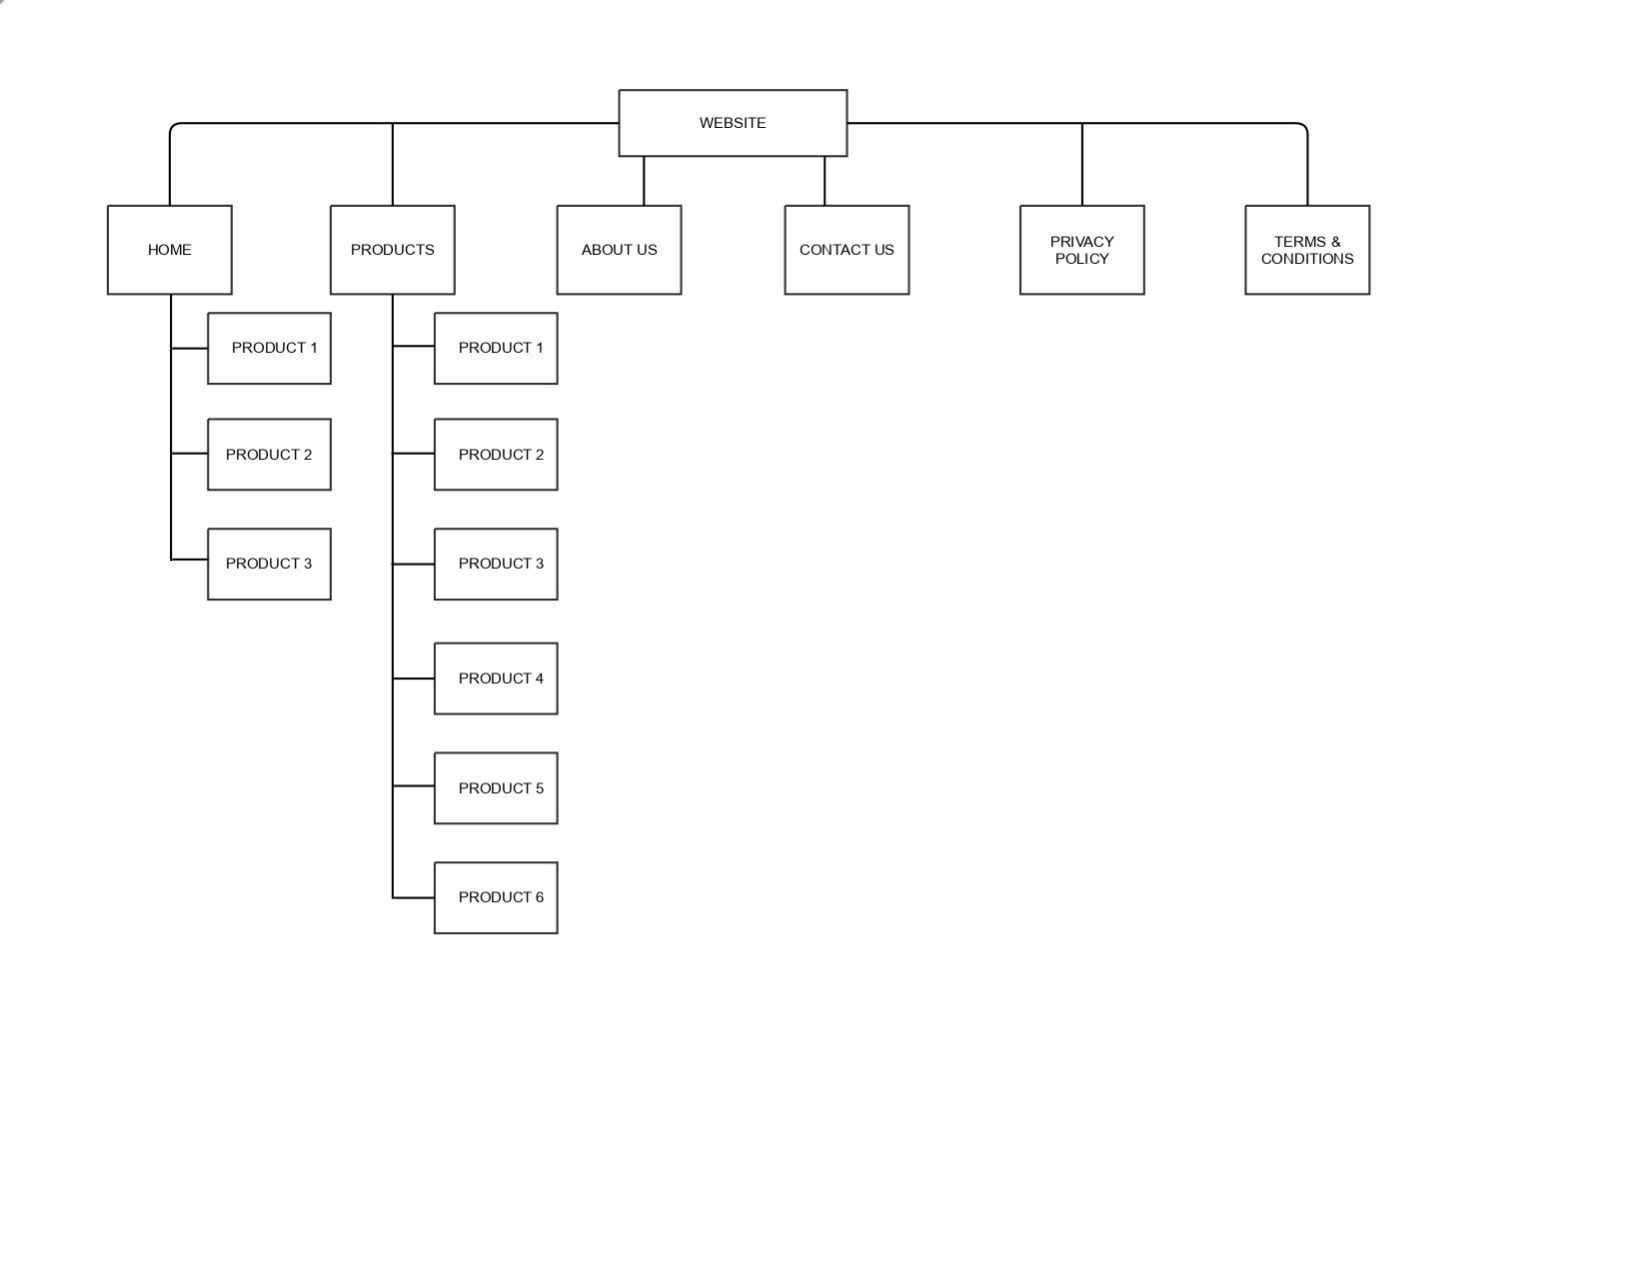 WEBSITE
HOME
PRODUCTS
ABOUT US
CONTACT US
PRIVACY
POLICY
TERMS &
CONDITIONS
PRODUCT 1
PRODUCT 2
PRODUCT 3
PRODUCT 1
PRODUCT 2
PRODUCT 3
PRODUCT 4
PRODUCT 5
PRODUCT 6